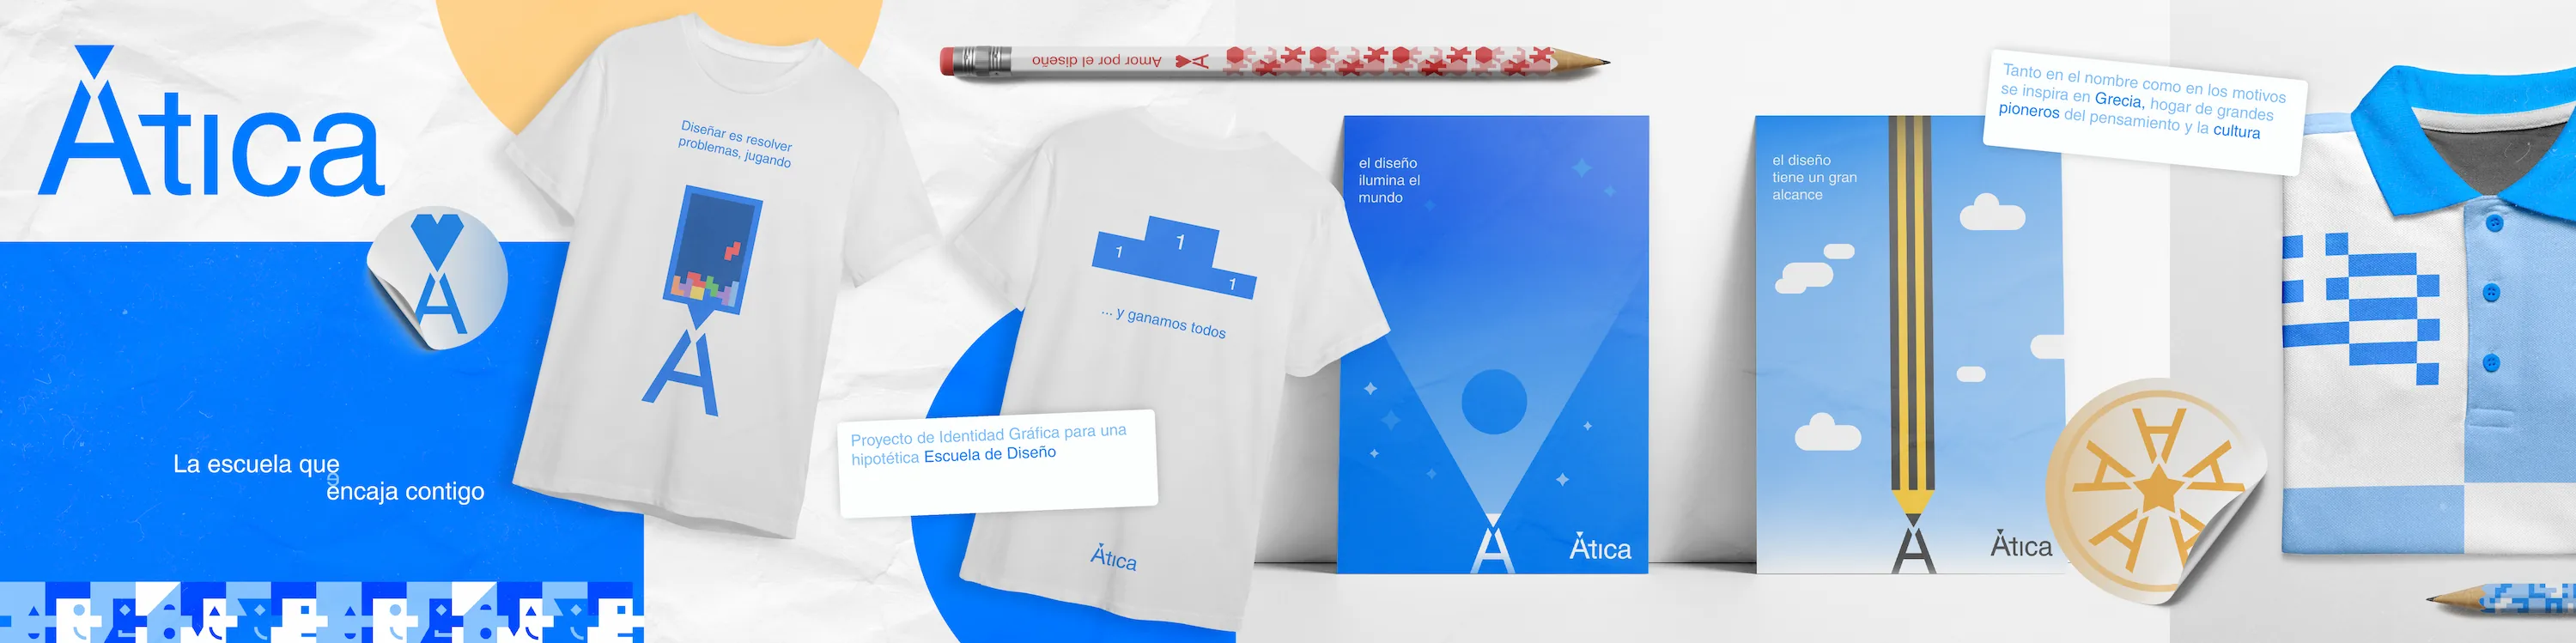 Ática
La escuela que
encaja contigo
Diseñar es resolver
problemas, jugando
A
Amor por el diseño
1
1
1
... y ganamos todos
Ática
Proyecto de Identidad Gráfica para una
hipotética Escuela de Diseño
el diseño
ilumina el
mundo
Ática
el diseño
tiene un gran
alcance
Ática
Tanto en el nombre como en los motivos
se inspira en Grecia, hogar de grandes
pioneros del pensamiento y la cultura